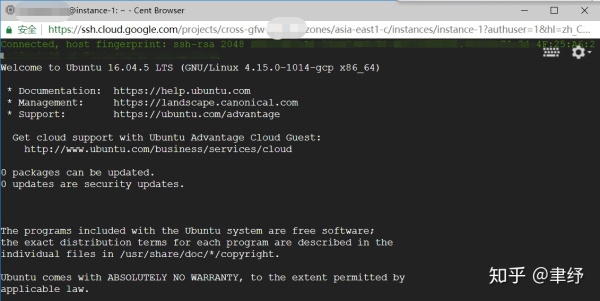 @instance-1: ~ - Cent Browser
安全 https://ssh.cloud.google.com/projects/cross-gfw zones/asia-east1-c/instances/instance-1?authuser=1&hl=zh_C...
Connected, host fingerprint: ssh-rsa 2048
Welcome to Ubuntu 16.04.5 LTS (GNU/Linux 4.15.0-1014-gcp x86_64)
* Documentation: https://help.ubuntu.com
* Management: https://landscape.canonical.com
* Support: https://ubuntu.com/advantage
Get cloud support with Ubuntu Advantage Cloud Guest:
http://www.ubuntu.com/business/services/cloud
0 packages can be updated.
0 updates are security updates.
The programs included with the Ubuntu system are free software;
the exact distribution terms for each program are described in the
individual files in /usr/share/doc/*/copyright.
Ubuntu comes with ABSOLUTELY NO WARRANTY, to the extent permitted by
applicable law.
知乎 @聿纾